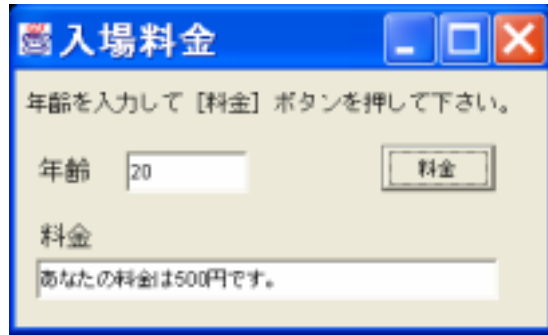 入場料金
年齢を入力して [料金] ボタンを押して下さい。
年齢 20 料金
料金
あなたの料金は500円です。